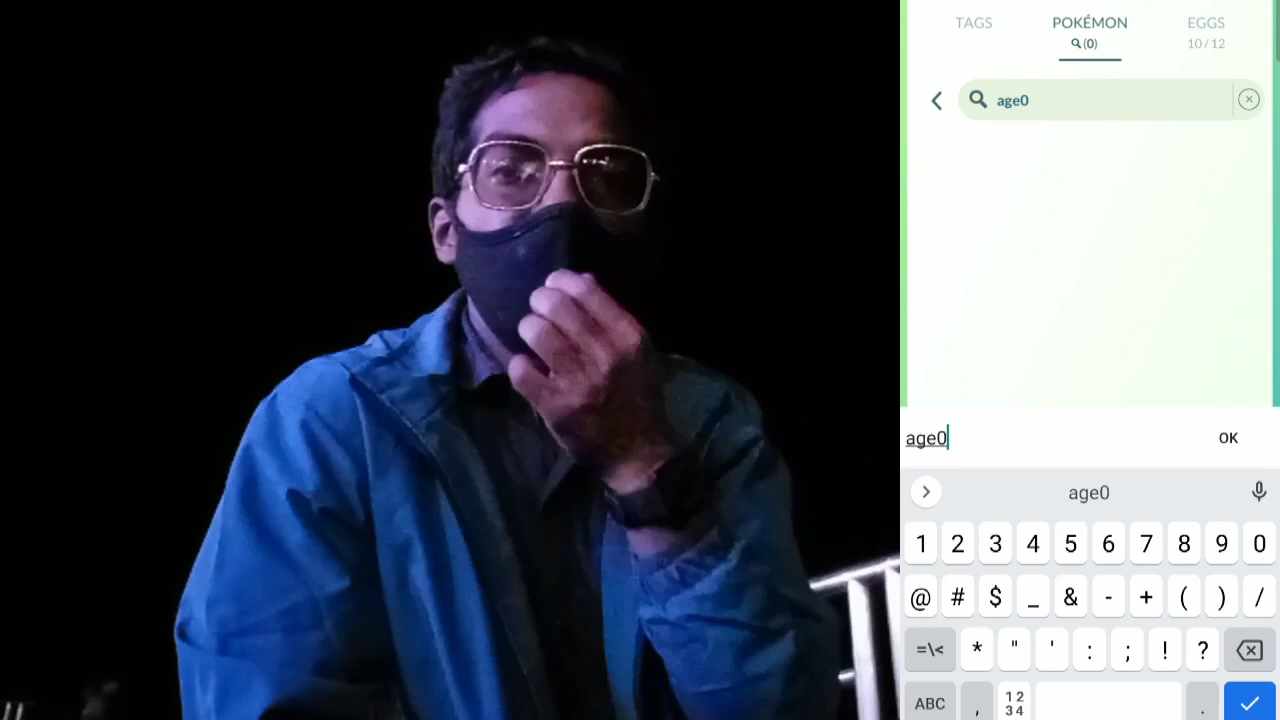 TAGS
POKÉMON
EGGS
(0)
10 / 12
age0
age0
OK
age0
1 2 3 4 5 6 7 8 9 0
@ # $ _ & - + ( ) /
=\< * " ' : ; ! ?
ABC , 12 34 .